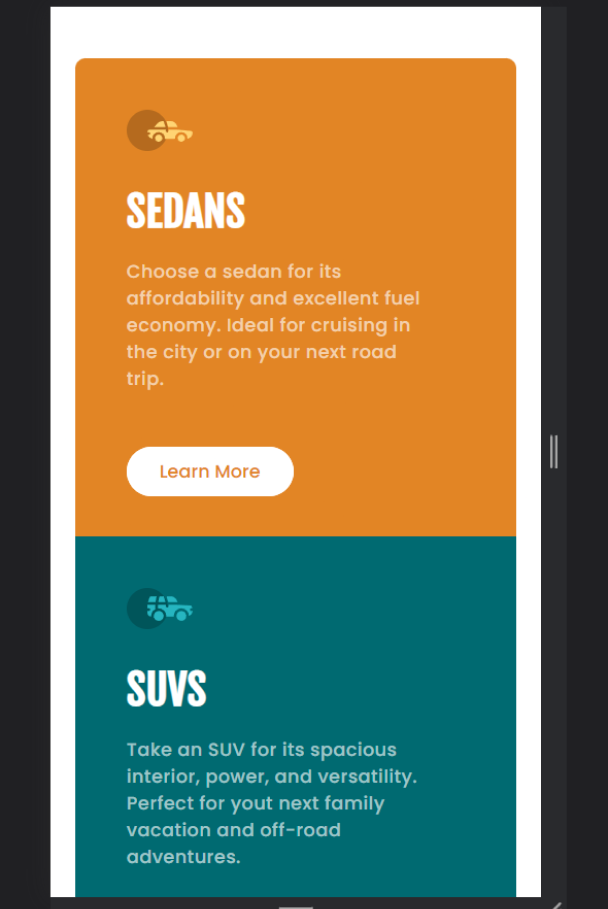 SEDANS
Choose a sedan for its
affordability and excellent fuel
economy. Ideal for cruising in
the city or on your next road
trip.
Learn More
SUVS
Take an SUV for its spacious
interior, power, and versatility.
Perfect for yout next family
vacation and off-road
adventures.